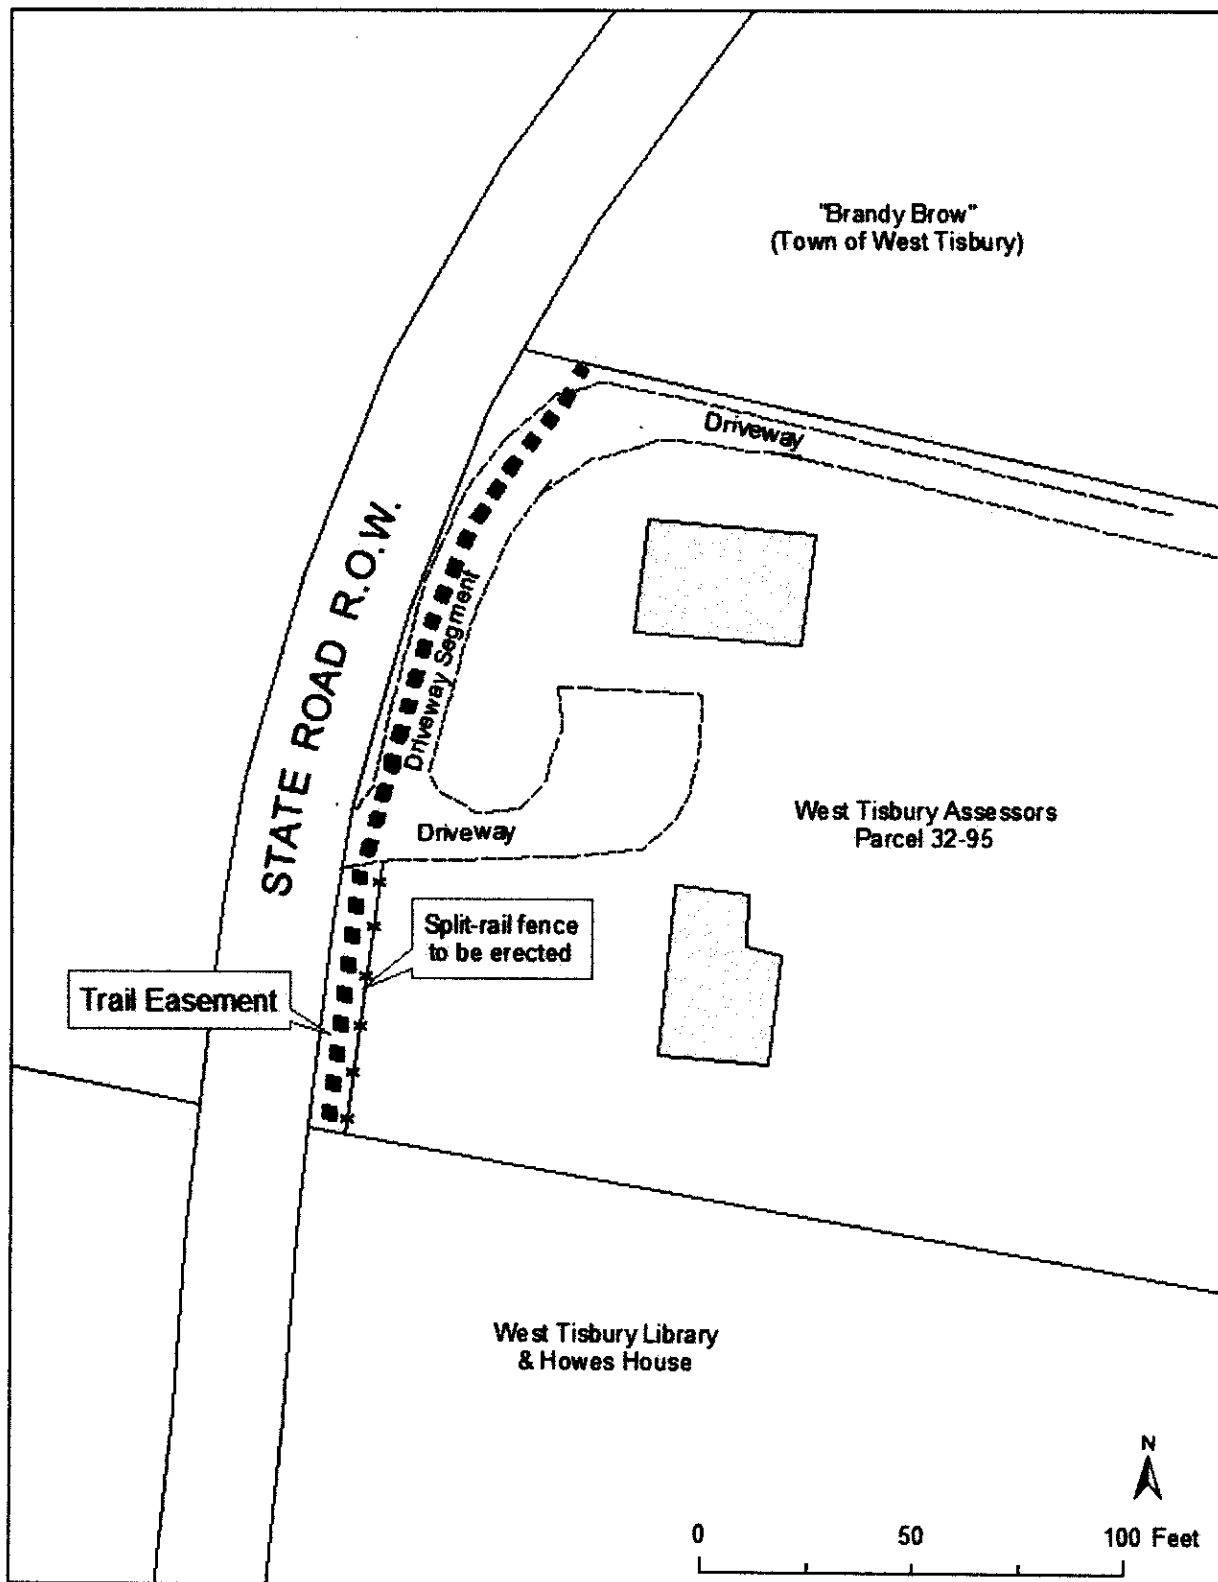 "Brandy Brow"
(Town of West Tisbury)
Driveway
STATE ROAD R.O.W.
Driveway Segment
West Tisbury Assessors
Parcel 32-95
Driveway
Split-rail fence
to be erected
Trail Easement
West Tisbury Library
& Howes House
N
0 50 100 Feet